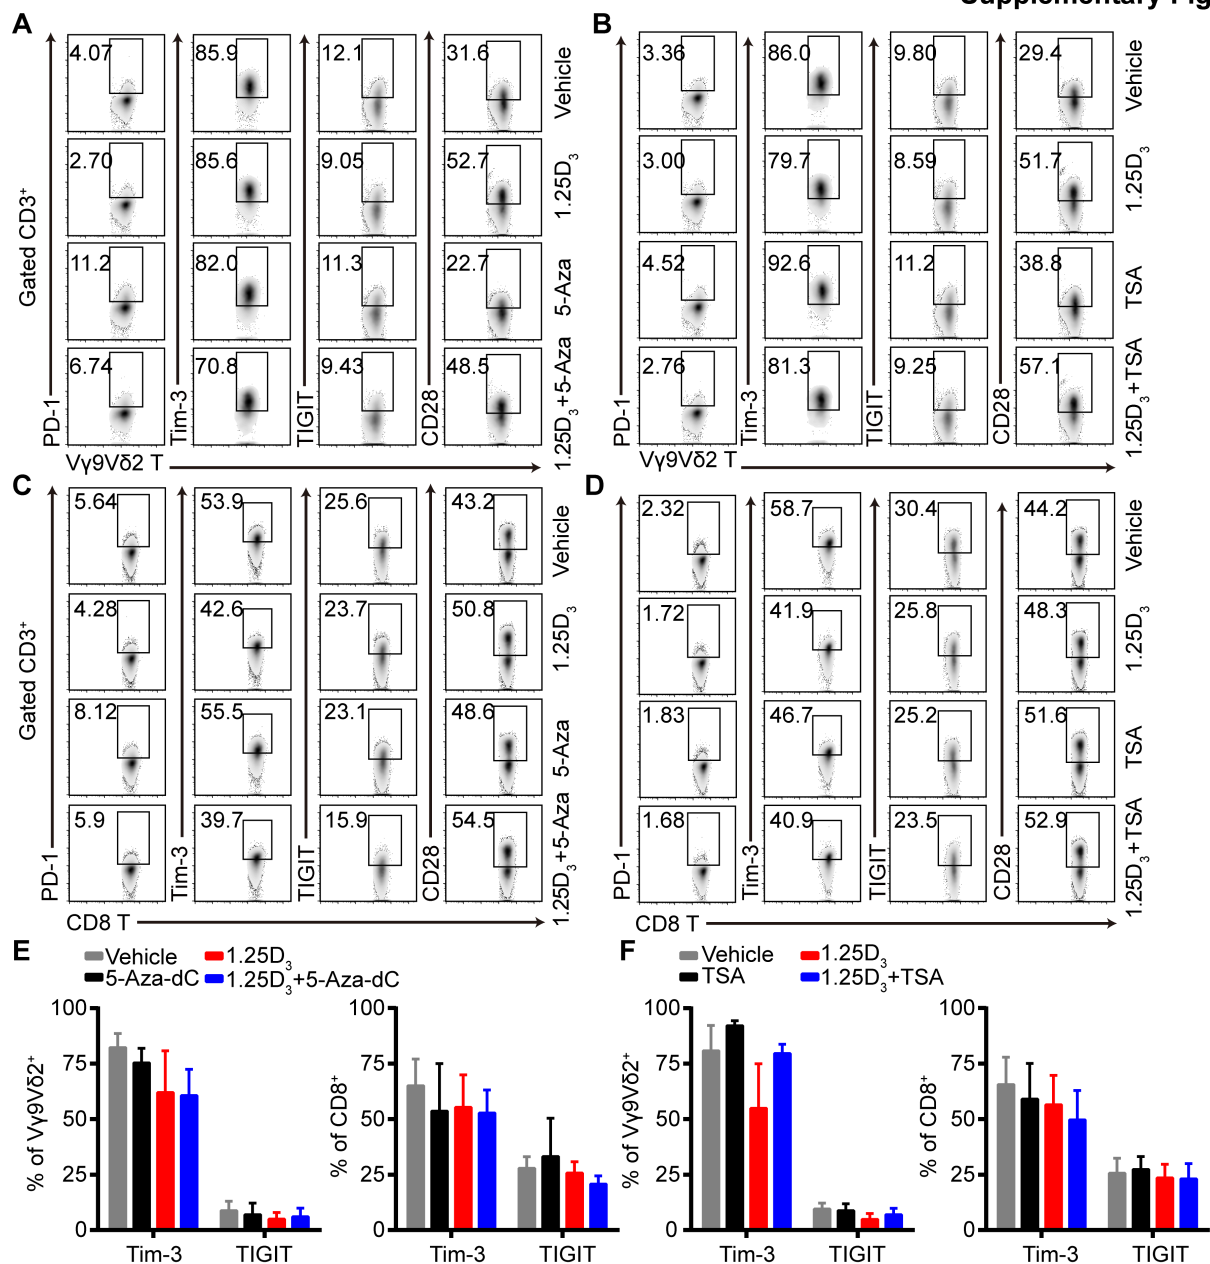 Supplementary Fig
A
4.07 85.9 12.1 31.6 Vehicle
2.70 85.6 9.05 52.7 1.25D₃
11.2 82.0 11.3 22.7 5-Aza
6.74 70.8 9.43 48.5 1.25D₃+5-Aza
Gated CD3⁺
PD-1 Tim-3 TIGIT CD28
Vγ9Vδ2 T
B
3.36 86.0 9.80 29.4 Vehicle
3.00 79.7 8.59 51.7 1.25D₃
4.52 92.6 11.2 38.8 TSA
2.76 81.3 9.25 57.1 1.25D₃+TSA
PD-1 Tim-3 TIGIT CD28
Vγ9Vδ2 T
C
5.64 53.9 25.6 43.2 Vehicle
4.28 42.6 23.7 50.8 1.25D₃
8.12 55.5 23.1 48.6 5-Aza
5.9 39.7 15.9 54.5 1.25D₃+5-Aza
Gated CD3⁺
PD-1 Tim-3 TIGIT CD28
CD8 T
D
2.32 58.7 30.4 44.2 Vehicle
1.72 41.9 25.8 48.3 1.25D₃
1.83 46.7 25.2 51.6 TSA
1.68 40.9 23.5 52.9 1.25D₃+TSA
PD-1 Tim-3 TIGIT CD28
CD8 T
E
Vehicle 1.25D₃
5-Aza-dC 1.25D₃+5-Aza-dC
% of Vγ9Vδ2⁺
100
75
50
25
0
Tim-3 TIGIT
% of CD8⁺
100
75
50
25
0
Tim-3 TIGIT
F
Vehicle 1.25D₃
TSA 1.25D₃+TSA
% of Vγ9Vδ2⁺
100
75
50
25
0
Tim-3 TIGIT
% of CD8⁺
100
75
50
25
0
Tim-3 TIGIT